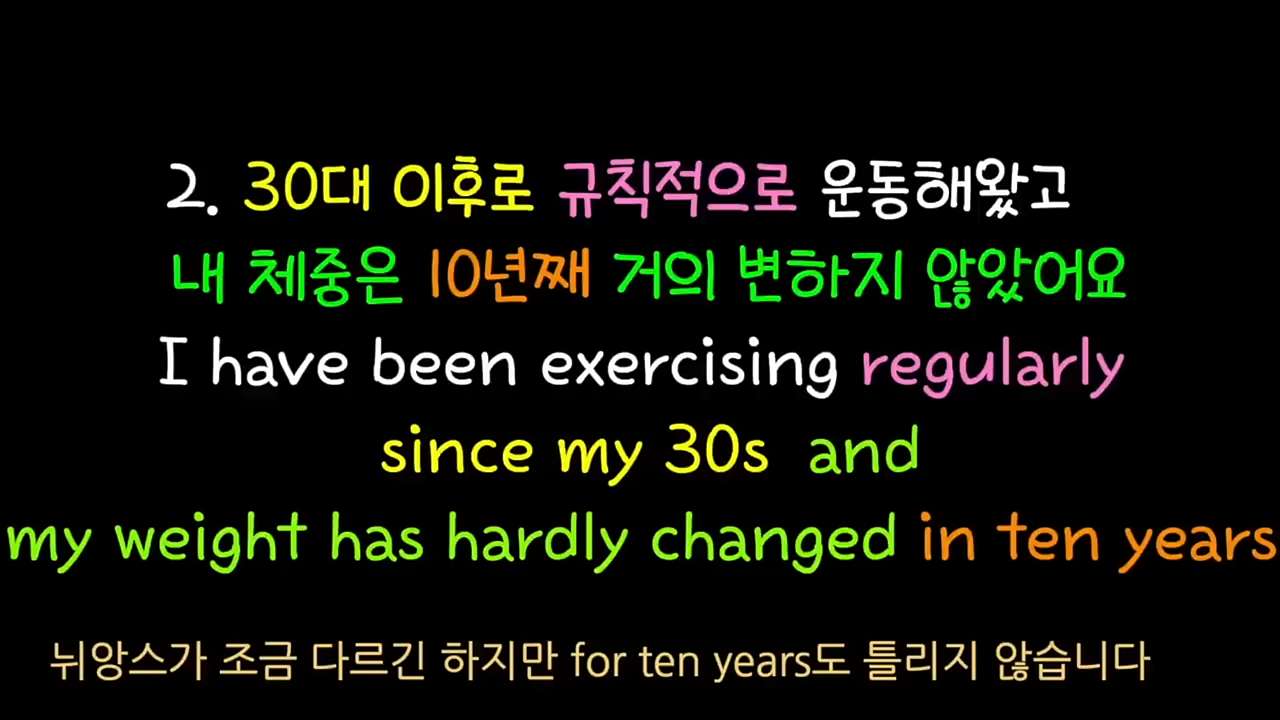 2. 30대 이후로 규칙적으로 운동해왔고
내 체중은 10년째 거의 변하지 않았어요
I have been exercising regularly
since my 30s and
my weight has hardly changed in ten years
뉘앙스가 조금 다르긴 하지만 for ten years도 틀리지 않습니다